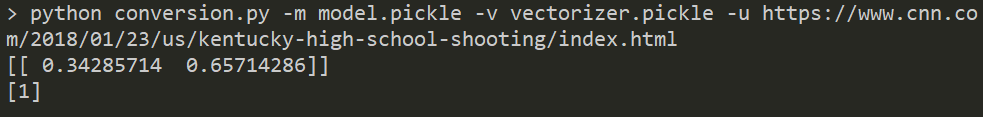 > python conversion.py -m model.pickle -v vectorizer.pickle -u https://www.cnn.co
m/2018/01/23/us/kentucky-high-school-shooting/index.html
[[ 0.34285714  0.65714286]]
[1]